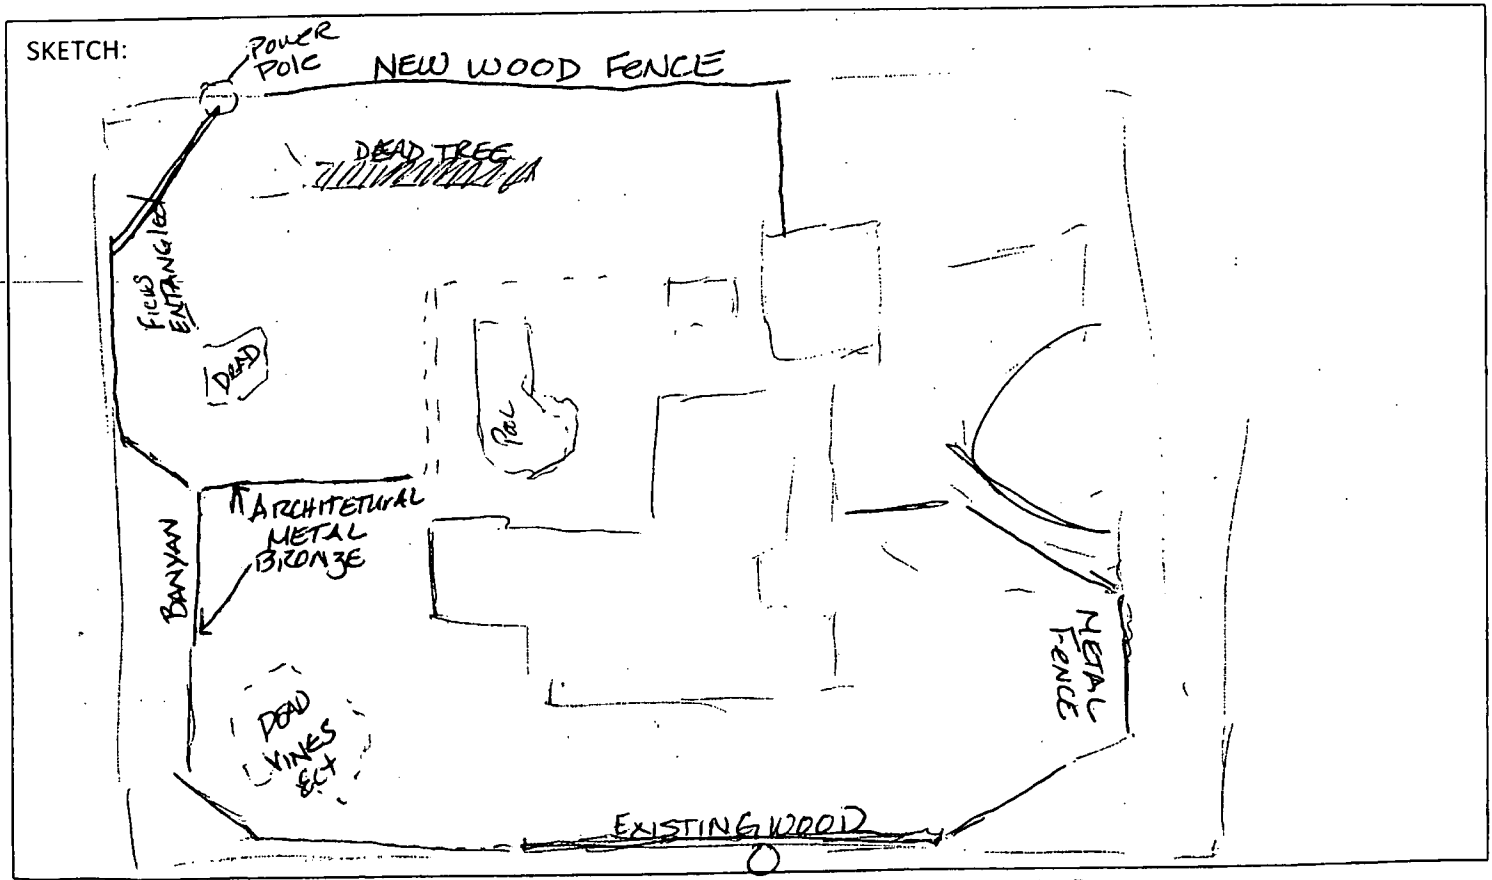 SKETCH:
POWER
POLE
NEW WOOD FENCE
DEAD TREE
FICUS
ENTANGLED
DEAD
POOL
ARCHITETURAL
METAL
BRONZE
BANYAN
METAL
FENCE
DEAD
VINES
ECT
EXISTING WOOD